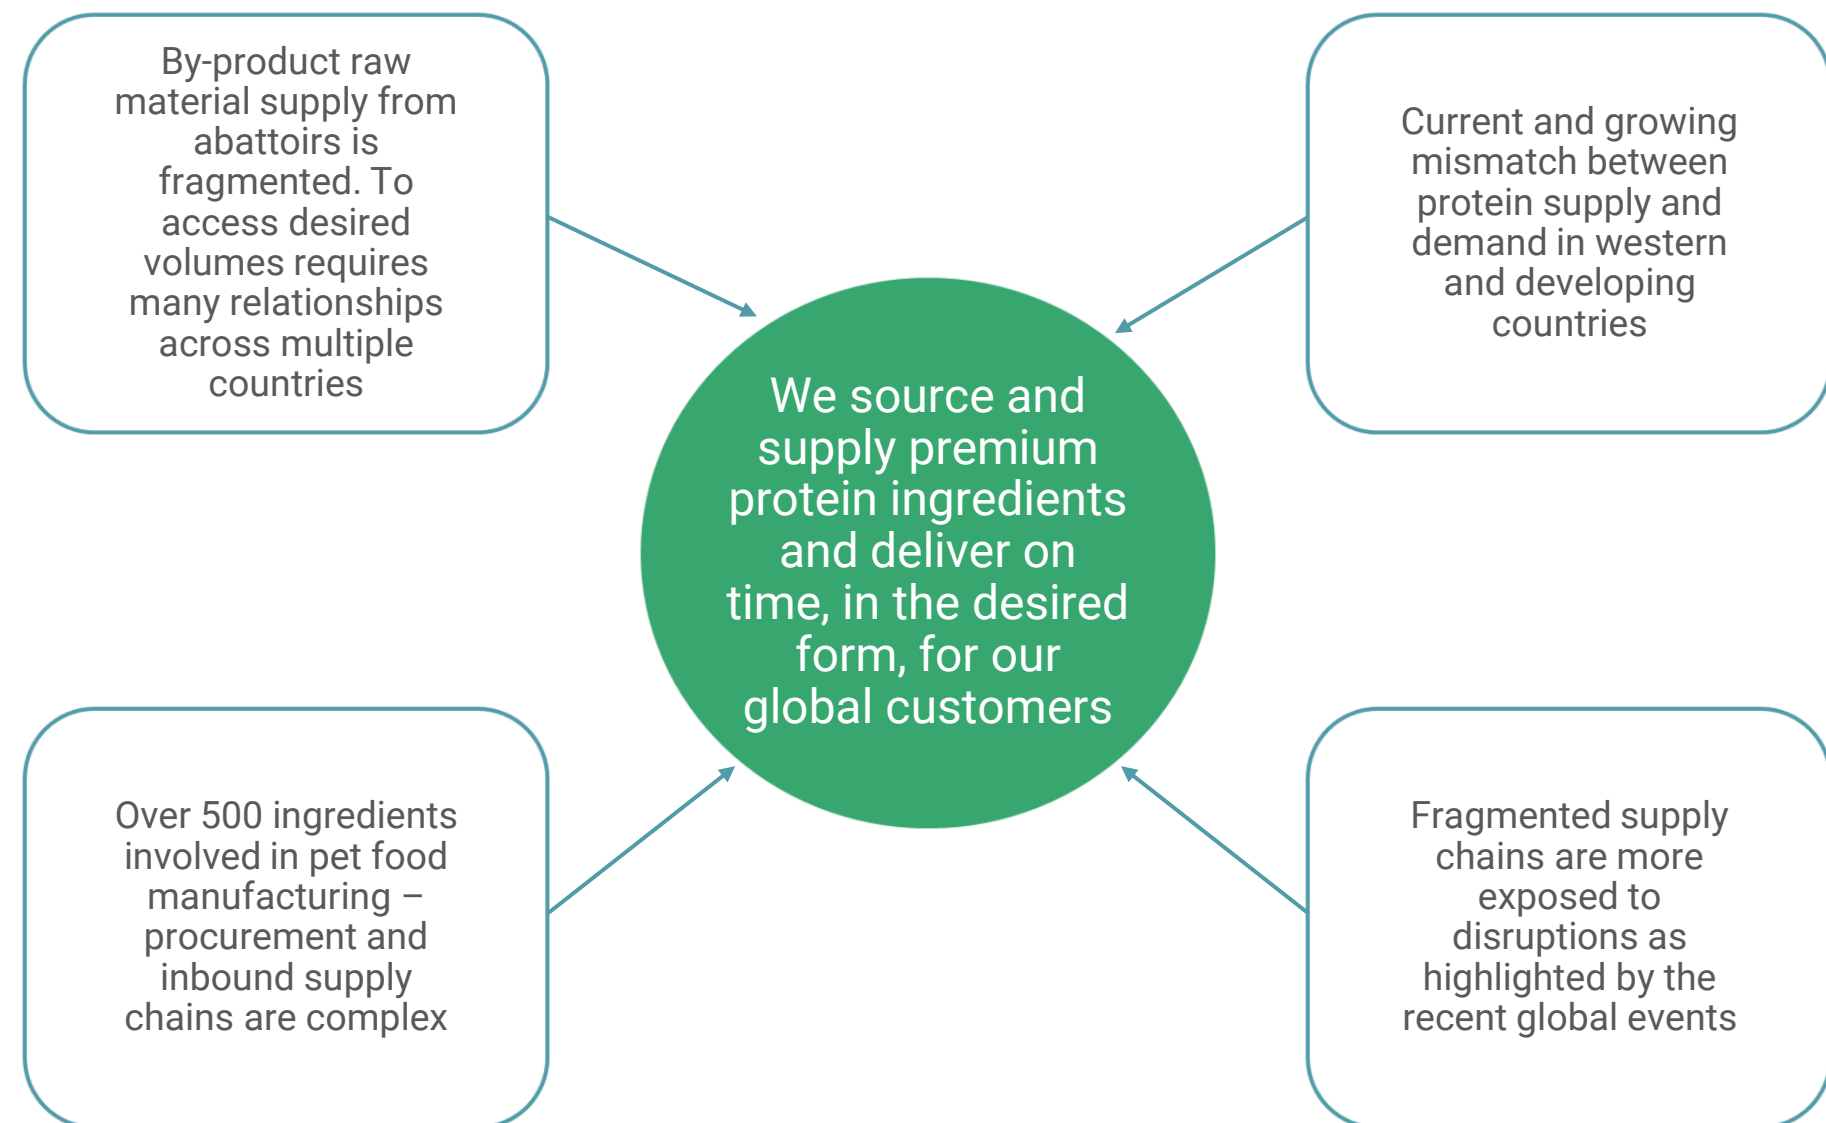 By-product raw
material supply from
abattoirs is
fragmented. To
access desired
volumes requires
many relationships
across multiple
countries
Current and growing
mismatch between
protein supply and
demand in western
and developing
countries
We source and
supply premium
protein ingredients
and deliver on
time, in the desired
form, for our
global customers
Over 500 ingredients
involved in pet food
manufacturing –
procurement and
inbound supply
chains are complex
Fragmented supply
chains are more
exposed to
disruptions as
highlighted by the
recent global events